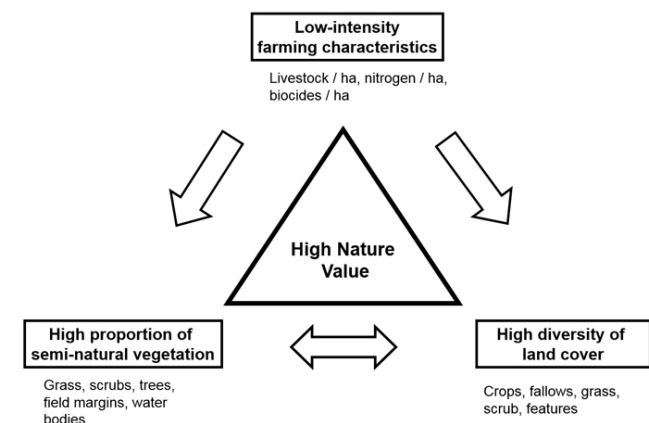 Low-intensity
farming characteristics
Livestock / ha, nitrogen / ha,
biocides / ha
High Nature
Value
High proportion of
semi-natural vegetation
Grass, scrubs, trees,
field margins, water
bodies
High diversity of
land cover
Crops, fallows, grass,
scrub, features